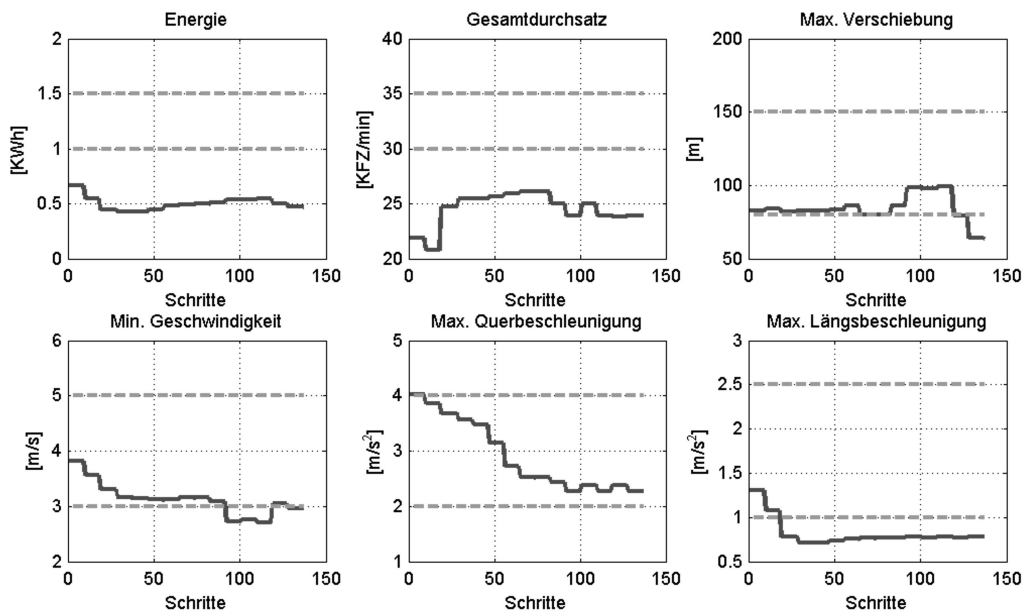 Energie
2
1.5
1
0.5
0
[KWh]
0 50 100 150
Schritte
Gesamtdurchsatz
40
35
30
25
20
[KFZ/min]
0 50 100 150
Schritte
Max. Verschiebung
200
150
100
50
[m]
0 50 100 150
Schritte
Min. Geschwindigkeit
6
5
4
3
2
[m/s]
0 50 100 150
Schritte
Max. Querbeschleunigung
5
4
3
2
1
[m/s²]
0 50 100 150
Schritte
Max. Längsbeschleunigung
3
2.5
2
1.5
1
0.5
[m/s²]
0 50 100 150
Schritte